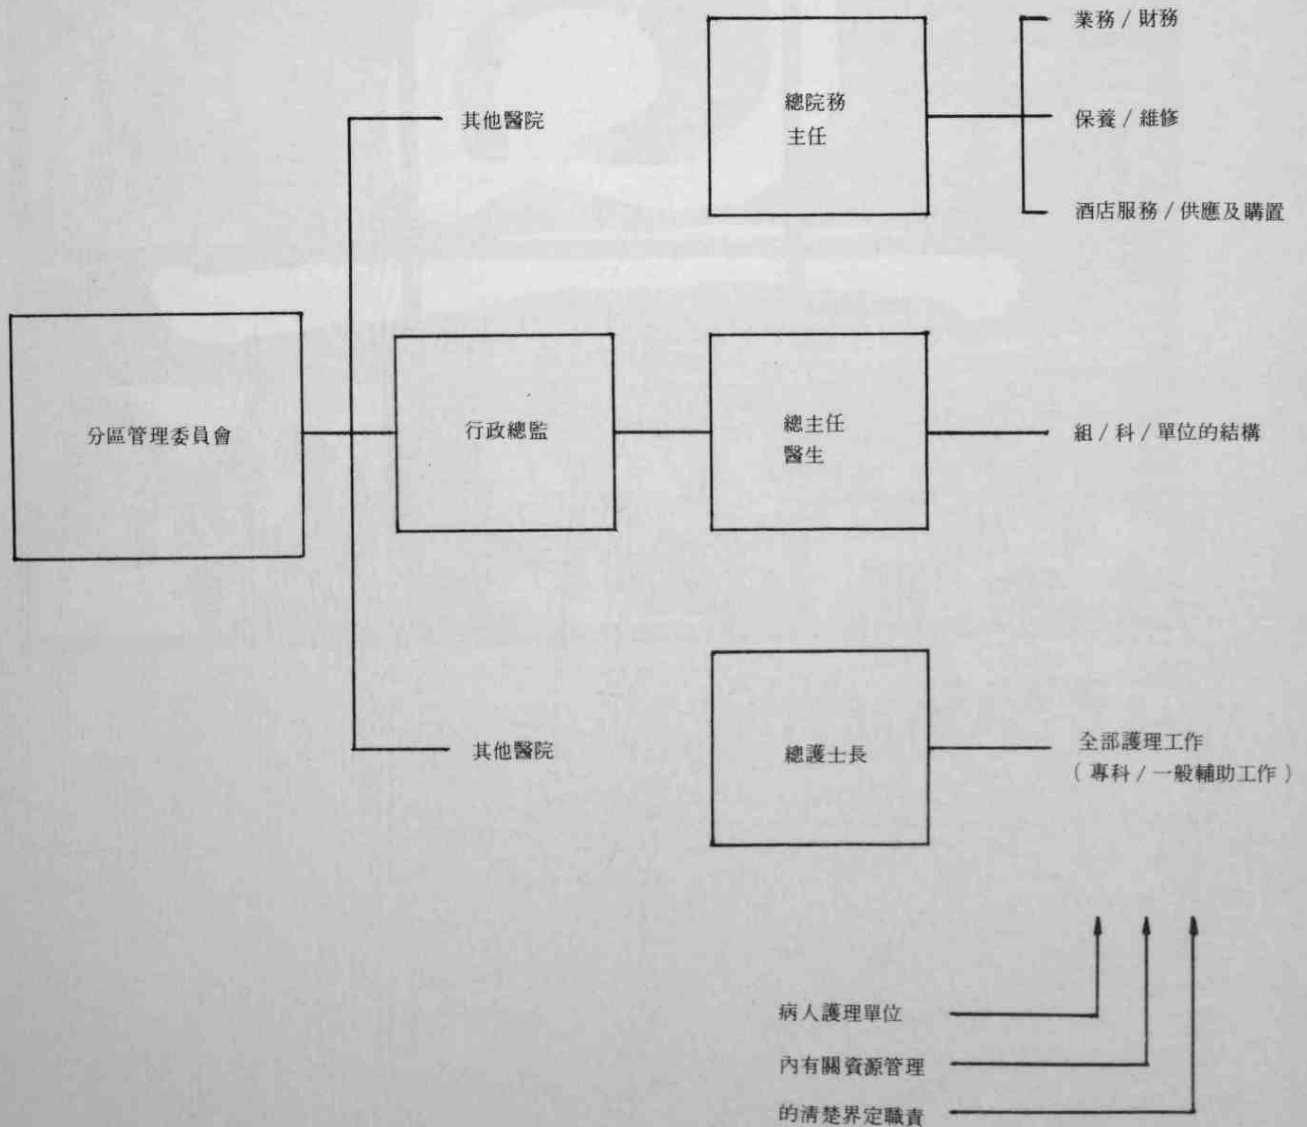 業務 / 財務
總院務
主任
其他醫院
保養 / 維修
酒店服務 / 供應及購置
分區管理委員會
行政總監
總主任
醫生
組 / 科 / 單位的結構
其他醫院
總護士長
全部護理工作
( 專科 / 一般輔助工作 )
病人護理單位
內有關資源管理
的清楚界定職責